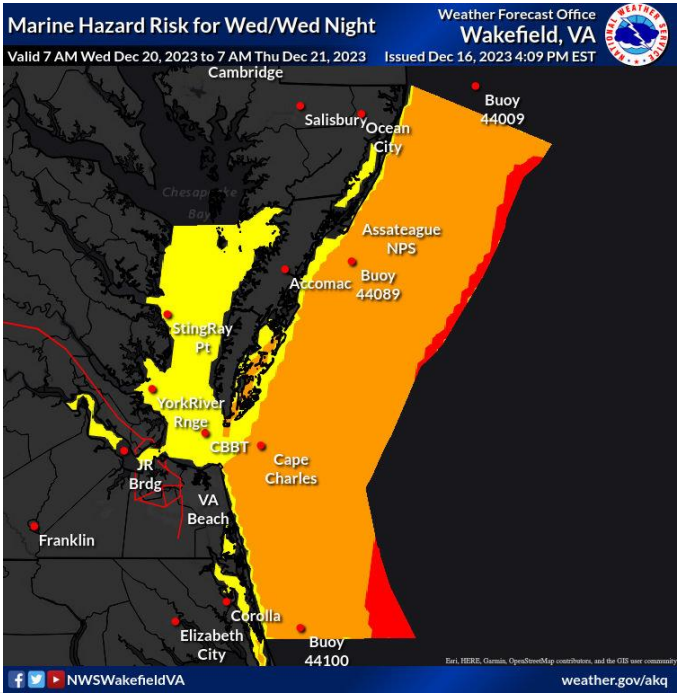 Marine Hazard Risk for Wed/Wed Night
Weather Forecast Office
Wakefield, VA
Valid 7 AM Wed Dec 20, 2023 to 7 AM Thu Dec 21, 2023
Issued Dec 16, 2023 4:09 PM EST
NATIONAL WEATHER SERVICE
Cambridge
Buoy
44009
Salisbury
Ocean
City
Chesapeake
Bay
Assateague
NPS
Accomac
Buoy
44089
StingRay
Pt
YorkRiver
Rnge
CBBT
Cape
Charles
JR
Brdg
VA
Beach
Franklin
Corolla
Elizabeth
City
Buoy
44100
Esri, HERE, Garmin, OpenStreetMap contributors, and the GIS user community
NWSWakefieldVA
weather.gov/akq